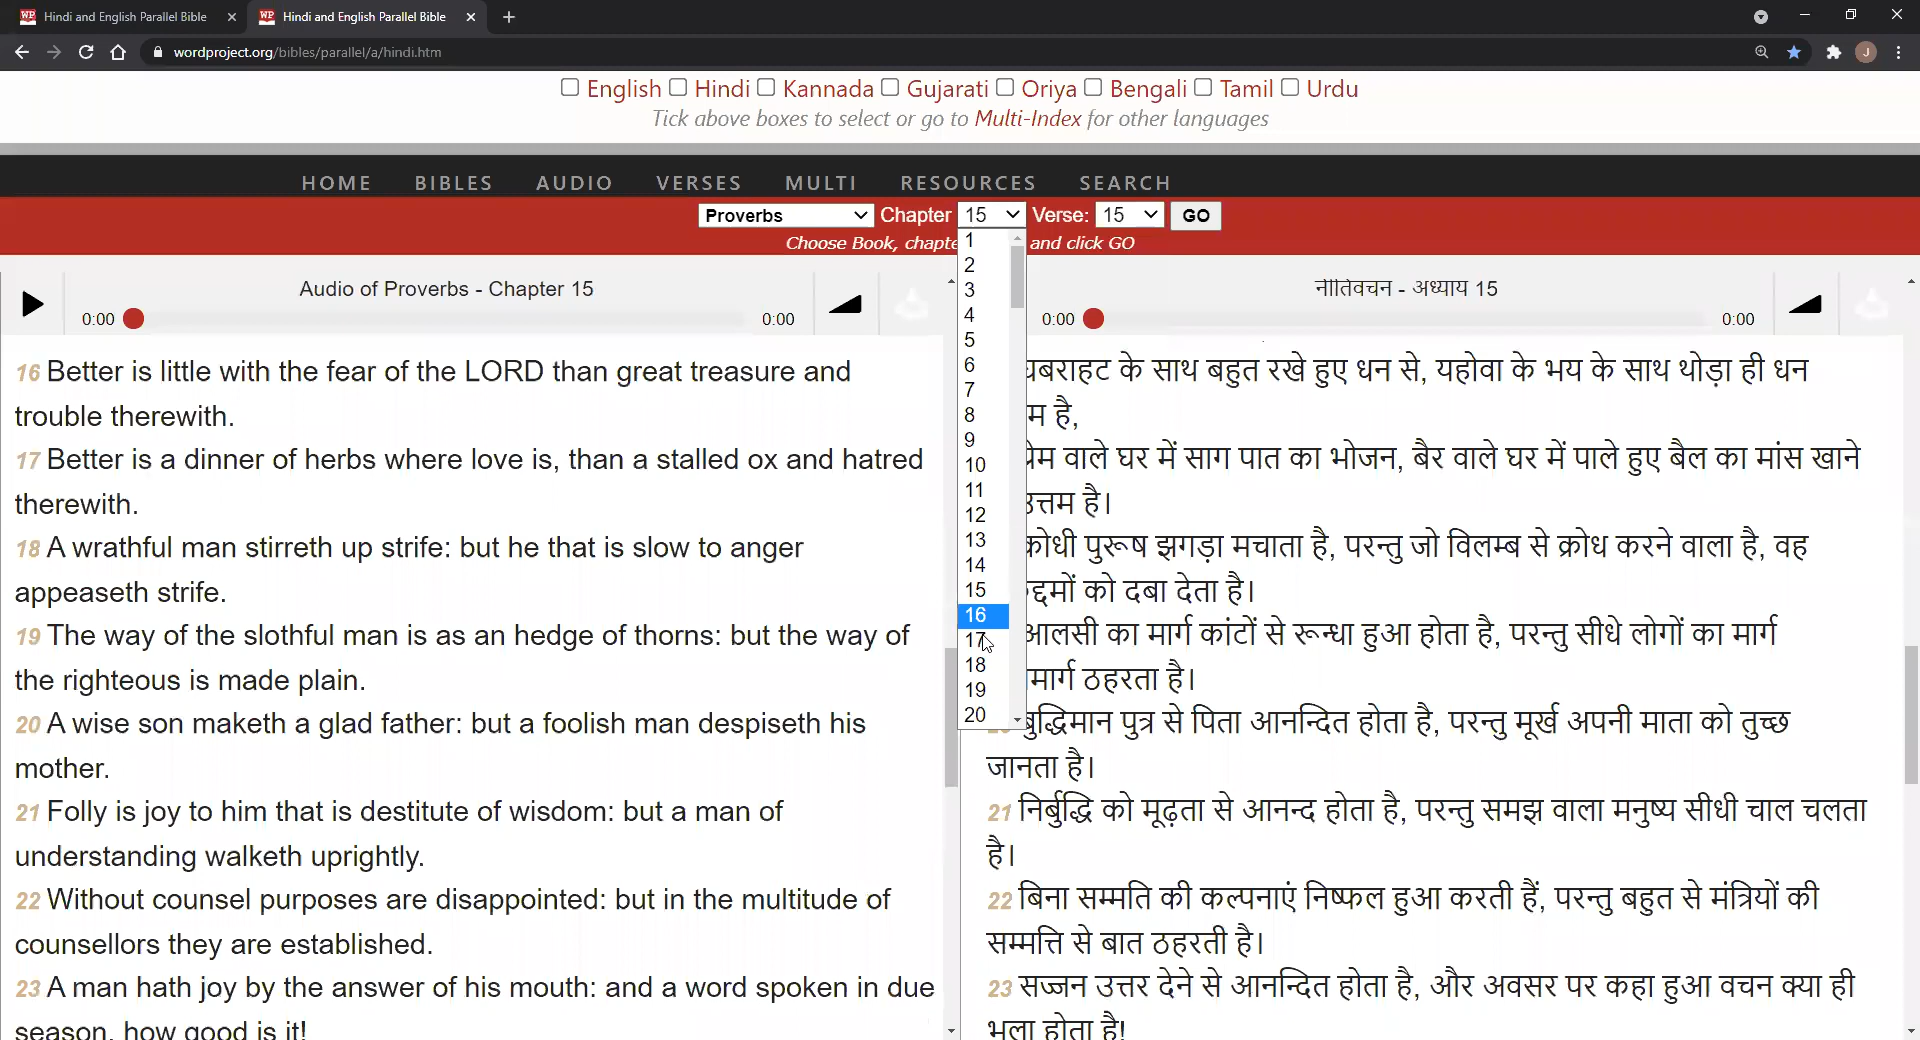 Hindi and English Parallel Bible
Hindi and English Parallel Bible
wordproject.org/bibles/parallel/a/hindi.htm
J
English Hindi Kannada Gujarati Oriya Bengali Tamil Urdu
Tick above boxes to select or go to Multi-Index for other languages
HOME BIBLES AUDIO VERSES MULTI RESOURCES SEARCH
Proverbs Chapter 15 Verse: 15 GO
Choose Book, chapte and click GO
1
2
3
4
5
6
7
8
9
10
11
12
13
14
15
16
17
18
19
20
Audio of Proverbs - Chapter 15
0:00 0:00
16 Better is little with the fear of the LORD than great treasure and
trouble therewith.
17 Better is a dinner of herbs where love is, than a stalled ox and hatred
therewith.
18 A wrathful man stirreth up strife: but he that is slow to anger
appeaseth strife.
19 The way of the slothful man is as an hedge of thorns: but the way of
the righteous is made plain.
20 A wise son maketh a glad father: but a foolish man despiseth his
mother.
21 Folly is joy to him that is destitute of wisdom: but a man of
understanding walketh uprightly.
22 Without counsel purposes are disappointed: but in the multitude of
counsellors they are established.
23 A man hath joy by the answer of his mouth: and a word spoken in due
season, how good is it!
नीतिवचन - अध्याय 15
0:00 0:00
के साथ बहुत रखे हुए धन से, यहोवा के भय के साथ थोड़ा ही धन
है,
वाले घर में साग पात का भोजन, बैर वाले घर में पाले हुए बैल का मांस खाने
है।
क्रोधी पुरूष झगड़ा मचाता है, परन्तु जो विलम्ब से क्रोध करने वाला है, वह
को दबा देता है।
आलसी का मार्ग कांटों से रून्धा हुआ होता है, परन्तु सीधे लोगों का मार्ग
ठहरता है।
बुद्धिमान पुत्र से पिता आनन्दित होता है, परन्तु मूर्ख अपनी माता को तुच्छ
जानता है।
21 निर्बुद्धि को मूढ़ता से आनन्द होता है, परन्तु समझ वाला मनुष्य सीधी चाल चलता
है।
22 बिना सम्मति की कल्पनाएं निष्फल हुआ करती हैं, परन्तु बहुत से मंत्रियों की
सम्मत्ति से बात ठहरती है।
23 सज्जन उत्तर देने से आनन्दित होता है, और अवसर पर कहा हुआ वचन क्या ही
भला होता है!